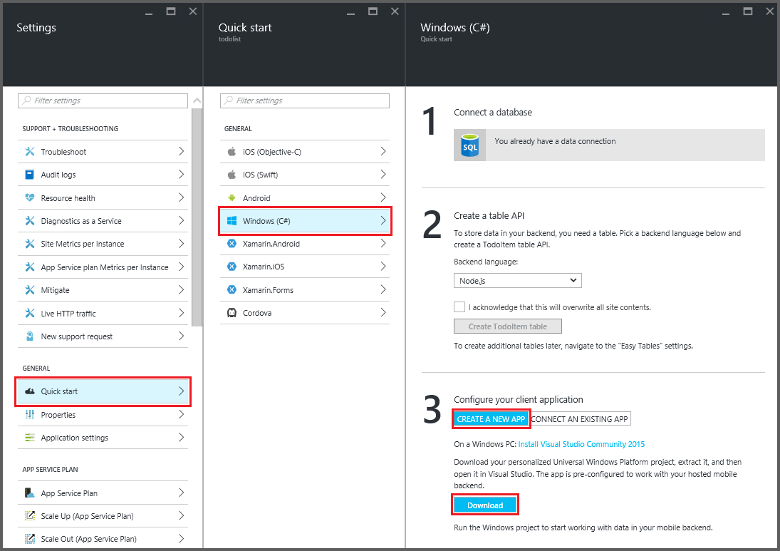 Settings
Filter settings
SUPPORT + TROUBLESHOOTING
Troubleshoot
Audit logs
Resource health
Diagnostics as a Service
Site Metrics per Instance
App Service plan Metrics per Instance
Mitigate
Live HTTP traffic
New support request
GENERAL
Quick start
Properties
Application settings
APP SERVICE PLAN
App Service Plan
Scale Up (App Service Plan)
Scale Out (App Service Plan)
Quick start
todolist
Filter settings
GENERAL
iOS (Objective-C)
iOS (Swift)
Android
Windows (C#)
Xamarin.Android
Xamarin.iOS
Xamarin.Forms
Cordova
Windows (C#)
Quick start
1 Connect a database
SQL
You already have a data connection
2 Create a table API
To store data in your backend, you need a table. Pick a backend language below and
create a TodoItem table API.
Backend language:
Node.js
I acknowledge that this will overwrite all site contents.
Create TodoItem table
To create additional tables later, navigate to the "Easy Tables" settings.
3 Configure your client application
CREATE A NEW APP CONNECT AN EXISTING APP
On a Windows PC: Install Visual Studio Community 2015
Download your personalized Universal Windows Platform project, extract it, and then
open it in Visual Studio. The app is pre-configured to work with your hosted mobile
backend.
Download
Run the Windows project to start working with data in your mobile backend.